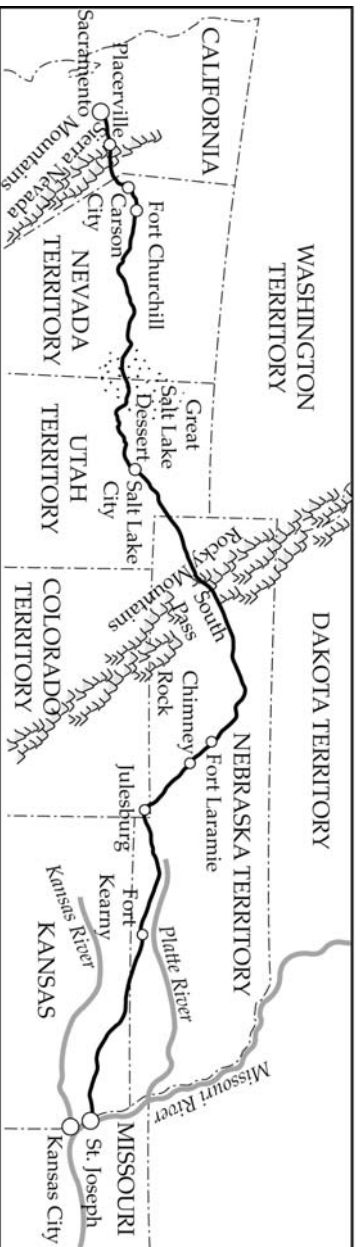 WASHINGTON
TERRITORY
DAKOTA TERRITORY
CALIFORNIA
NEBRASKA TERRITORY
Missouri River
Rocky
Mountains
South
Pass
Fort Laramie
Chimney
Rock
Great
Salt Lake
Dessert
Salt Lake
City
Fort Churchill
Carson
City
Placerville
Sacramento
Sierra Nevada
Mountains
NEVADA
TERRITORY
UTAH
TERRITORY
COLORADO
TERRITORY
Julesburg
Platte River
Fort
Kearny
Kansas River
KANSAS
MISSOURI
St. Joseph
Kansas City